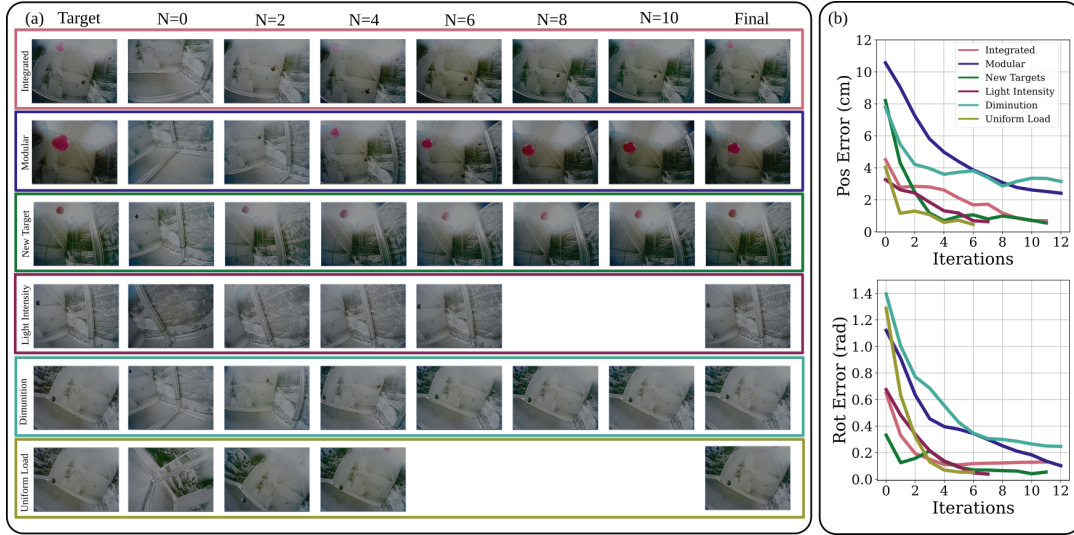 (a) Target N=0 N=2 N=4 N=6 N=8 N=10 Final
Integrated
Modular
New Target
Light Intensity
Dimunition
Uniform Load
(b)
12
10
8
6
4
2
0
Pos Error (cm)
Integrated
Modular
New Targets
Light Intensity
Diminution
Uniform Load
0 2 4 6 8 10 12
Iterations
1.4
1.2
1.0
0.8
0.6
0.4
0.2
0.0
Rot Error (rad)
0 2 4 6 8 10 12
Iterations